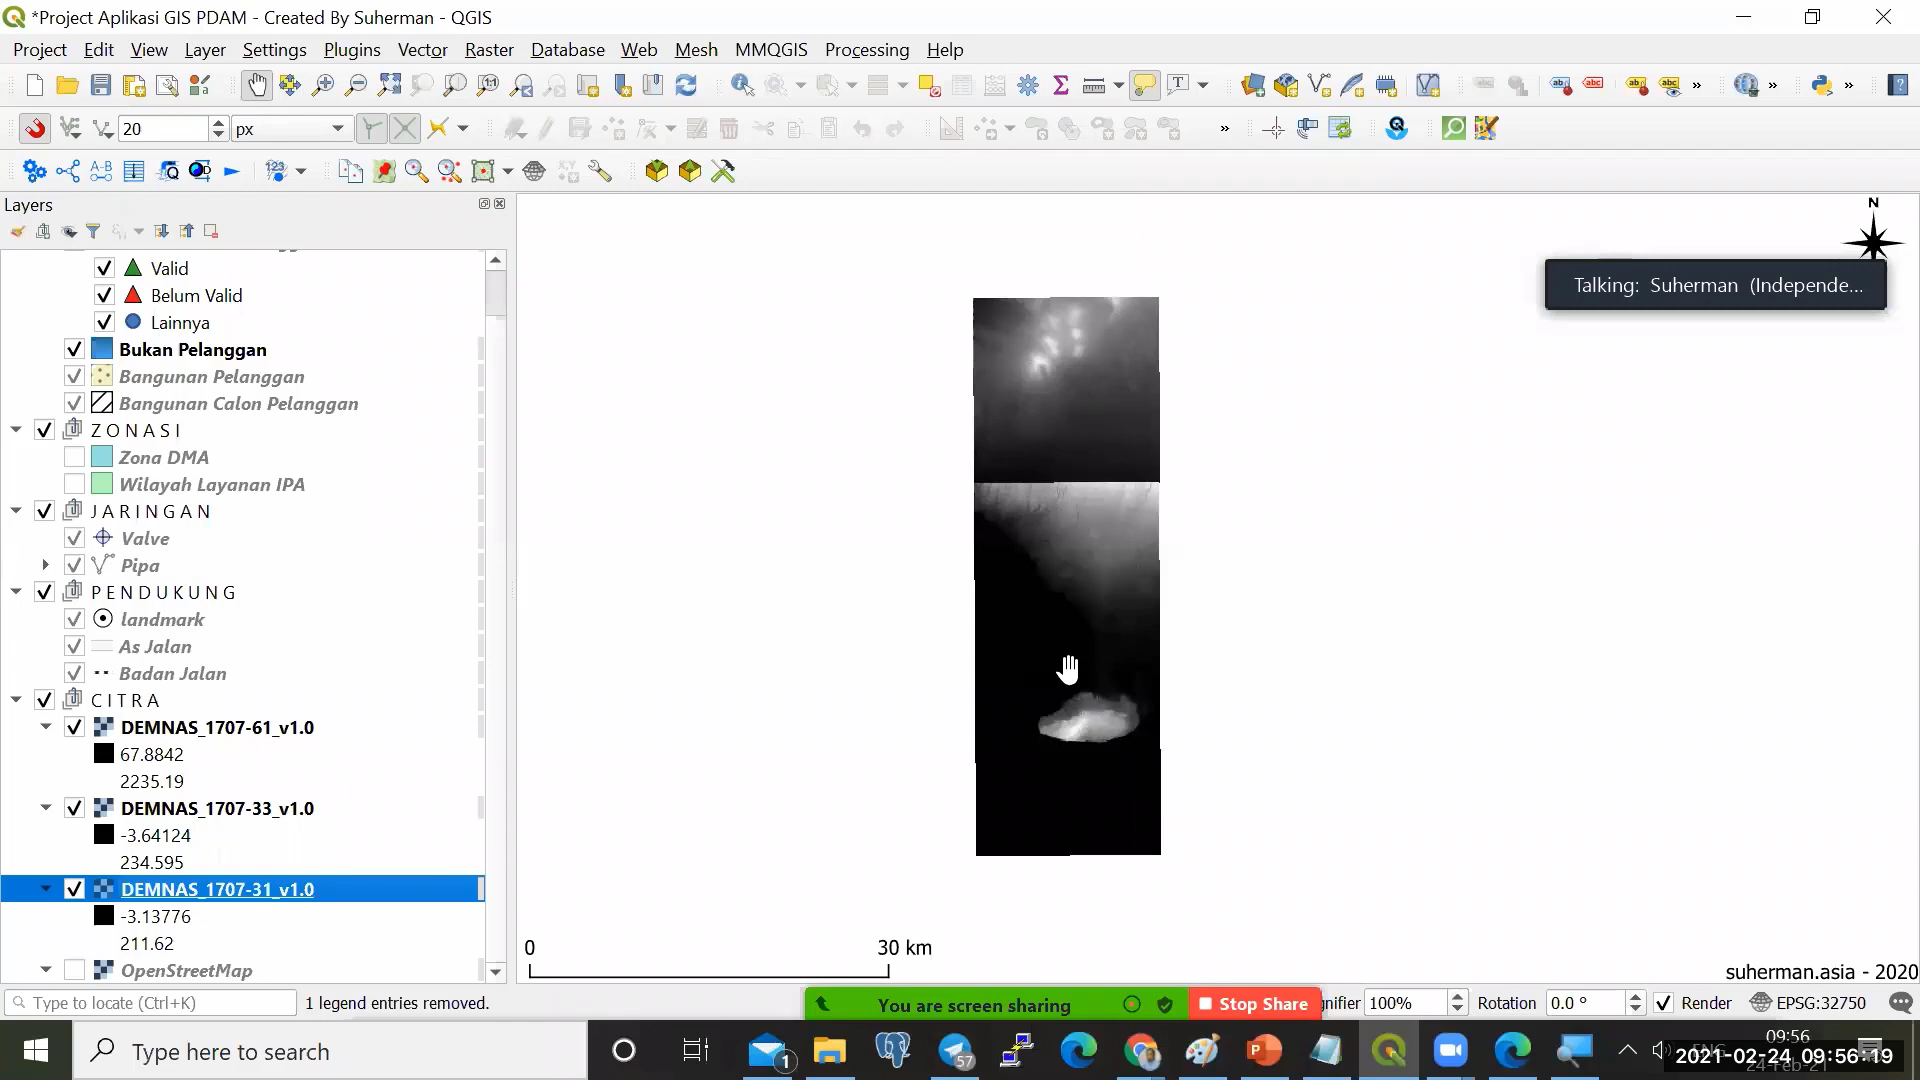 *Project Aplikasi GIS PDAM - Created By Suherman - QGIS
Project Edit View Layer Settings Plugins Vector Raster Database Web Mesh MMQGIS Processing Help
20 px
Layers
Valid
Belum Valid
Lainnya
Bukan Pelanggan
Bangunan Pelanggan
Bangunan Calon Pelanggan
ZONASI
Zona DMA
Wilayah Layanan IPA
JARINGAN
Valve
Pipa
PENDUKUNG
landmark
As Jalan
Badan Jalan
CITRA
DEMNAS_1707-61_v1.0
67.8842
2235.19
DEMNAS_1707-33_v1.0
-3.64124
234.595
DEMNAS_1707-31_v1.0
-3.13776
211.62
OpenStreetMap
N
Talking: Suherman (Independe...
0 30 km
suherman.asia - 2020
Type to locate (Ctrl+K) 1 legend entries removed. You are screen sharing Stop Share gnifier 100% Rotation 0.0 ° Render EPSG:32750
Type here to search 1 57 09:56
2021-02-24 09:56:19